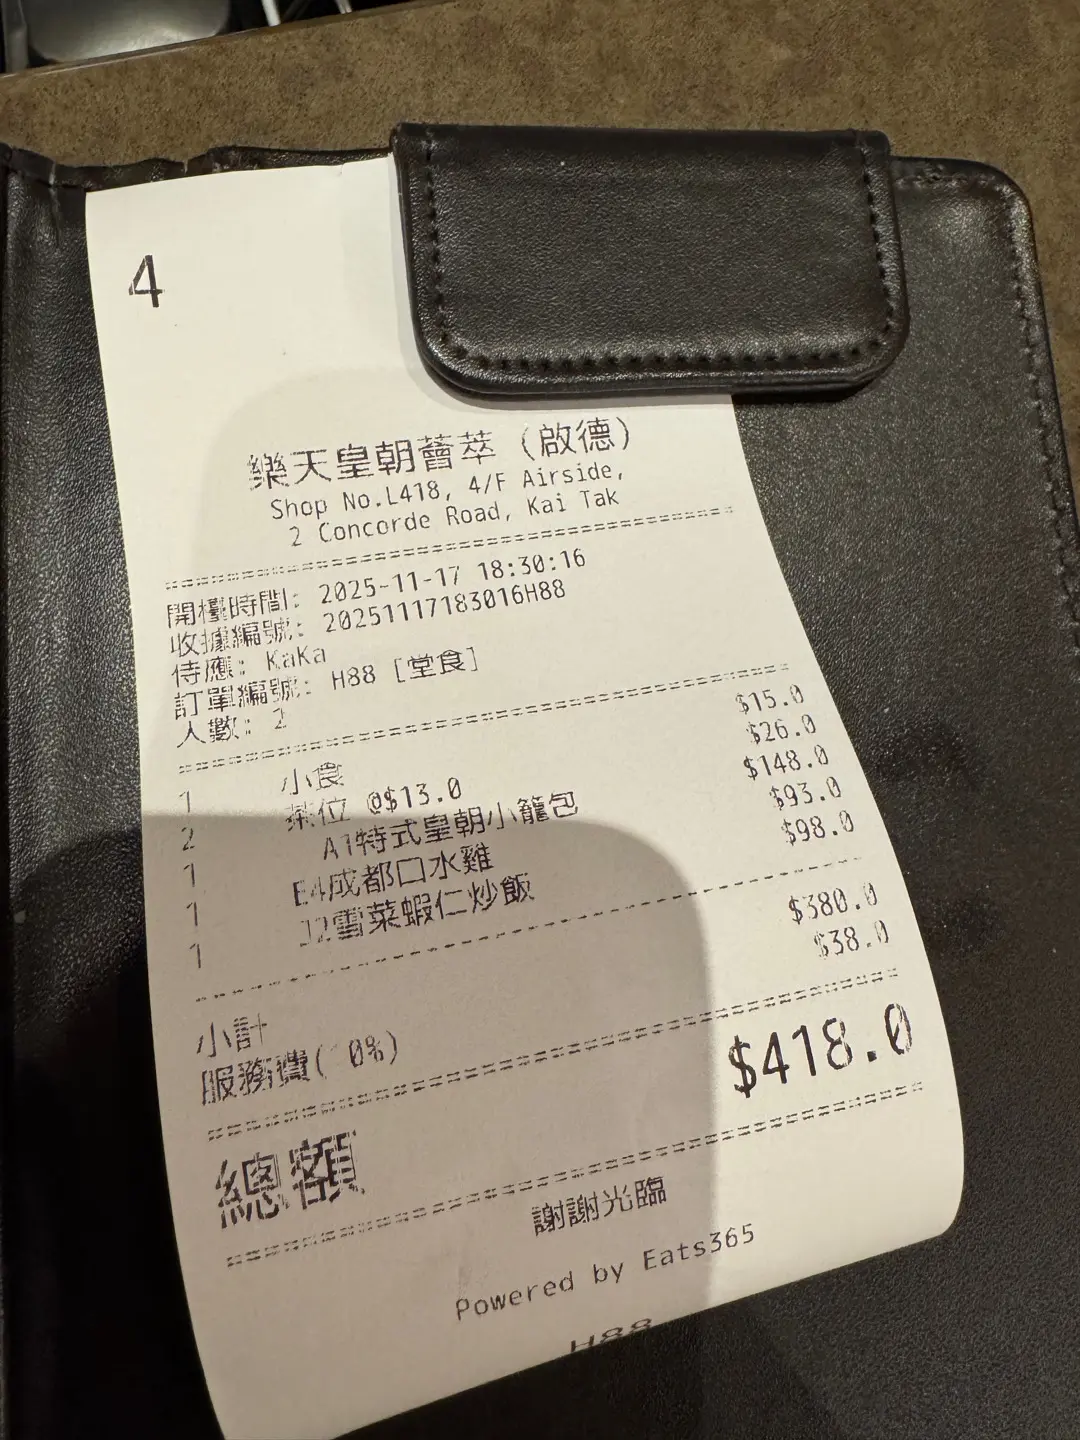 4
樂天皇朝薈萃 (啟德)
Shop No.L418, 4/F Airside,
2 Concorde Road, Kai Tak
開檯時間: 2025-11-17 18:30:16
收據編號: 20251117183016H88
侍應: KaKa
訂單編號: H88 [堂食]
人數: 2
1 小食 $15.0
2 茶位 @$13.0 $26.0
1 A1特式皇朝小籠包 $148.0
1 E4成都口水雞 $93.0
1 J2雪菜蝦仁炒飯 $98.0
小計 $380.0
服務費( 0%) $38.0
總額 $418.0
謝謝光臨
Powered by Eats365
H88